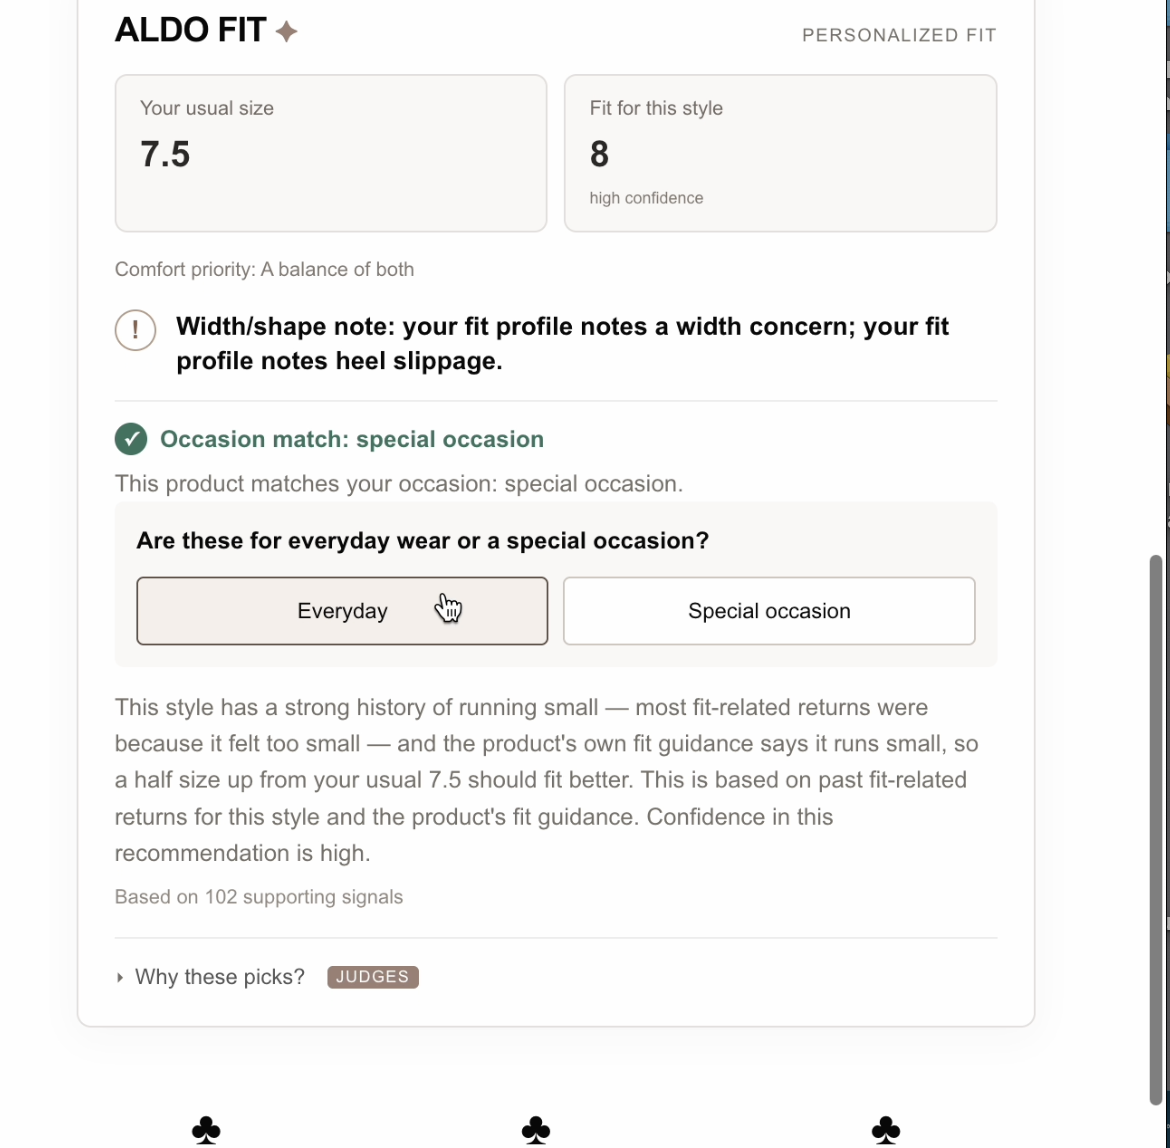 ALDO FIT
PERSONALIZED FIT
Your usual size
7.5
Fit for this style
8
high confidence
Comfort priority: A balance of both
!
Width/shape note: your fit profile notes a width concern; your fit
profile notes heel slippage.
Occasion match: special occasion
This product matches your occasion: special occasion.
Are these for everyday wear or a special occasion?
Everyday
Special occasion
This style has a strong history of running small — most fit-related returns were
because it felt too small — and the product's own fit guidance says it runs small, so
a half size up from your usual 7.5 should fit better. This is based on past fit-related
returns for this style and the product's fit guidance. Confidence in this
recommendation is high.
Based on 102 supporting signals
Why these picks?
JUDGES